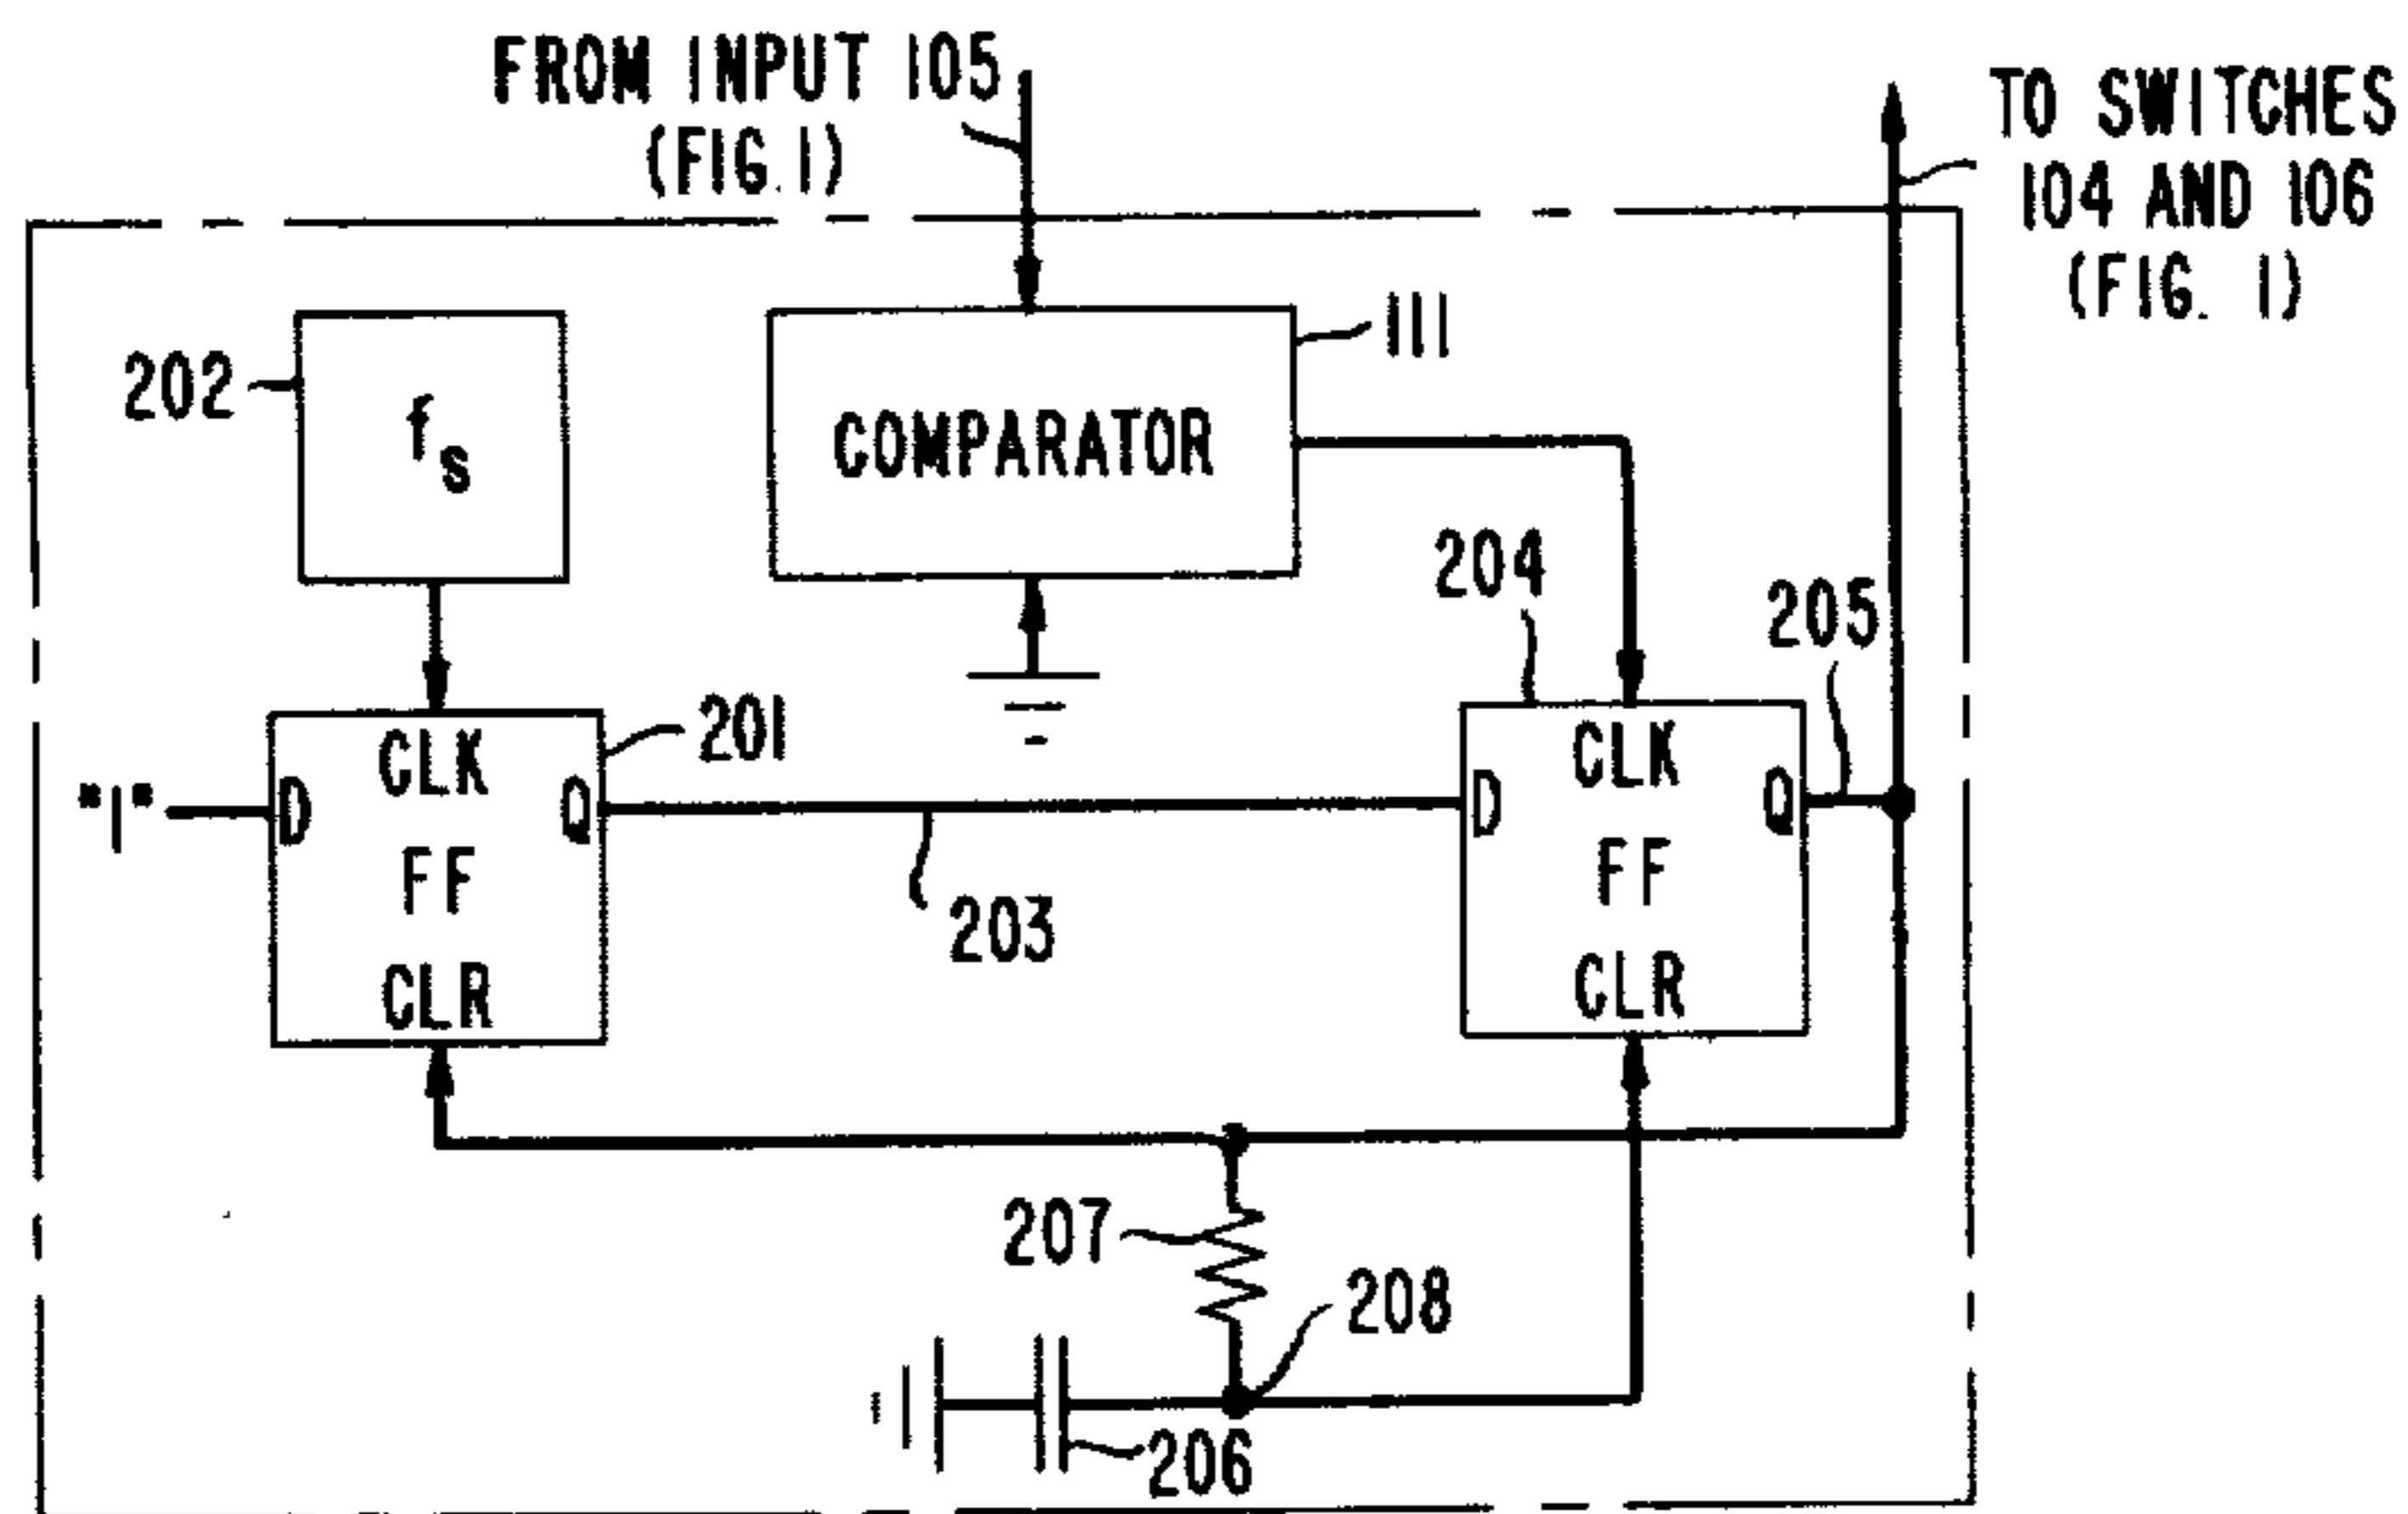 FROM INPUT 105
(FIG. 1)
TO SWITCHES
104 AND 106
(FIG. 1)
202
fs
COMPARATOR
111
204
205
201
"1"
D
CLK
Q
FF
CLR
203
D
CLK
Q
FF
CLR
207
208
206